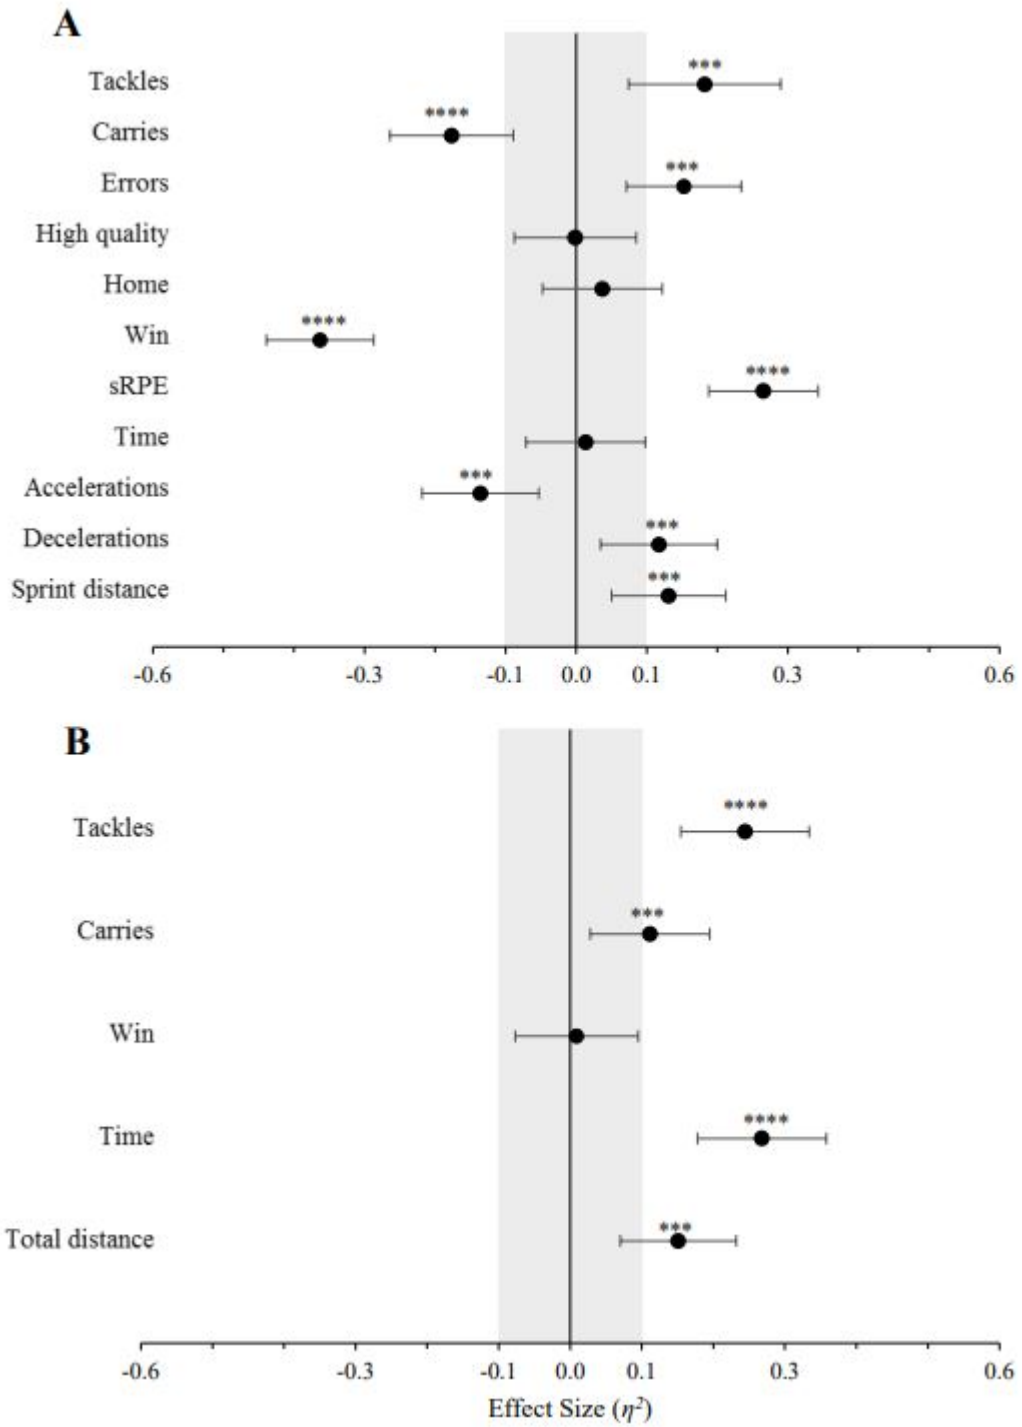 A
Tackles ***
Carries ****
Errors ***
High quality
Home
Win ****
sRPE ****
Time
Accelerations ***
Decelerations ***
Sprint distance ***
-0.6 -0.3 -0.1 0.0 0.1 0.3 0.6
B
Tackles ****
Carries ***
Win
Time ****
Total distance ***
-0.6 -0.3 -0.1 0.0 0.1 0.3 0.6
Effect Size (η²)